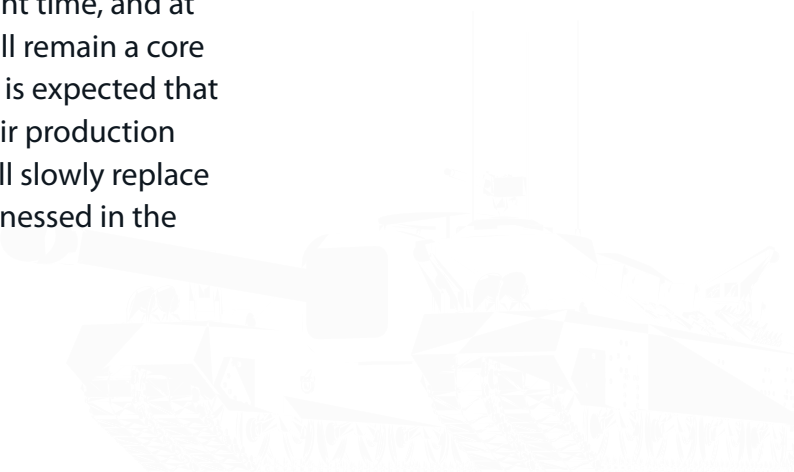 nt time, and at
ll remain a core
is expected that
ir production
ll slowly replace
nessed in the